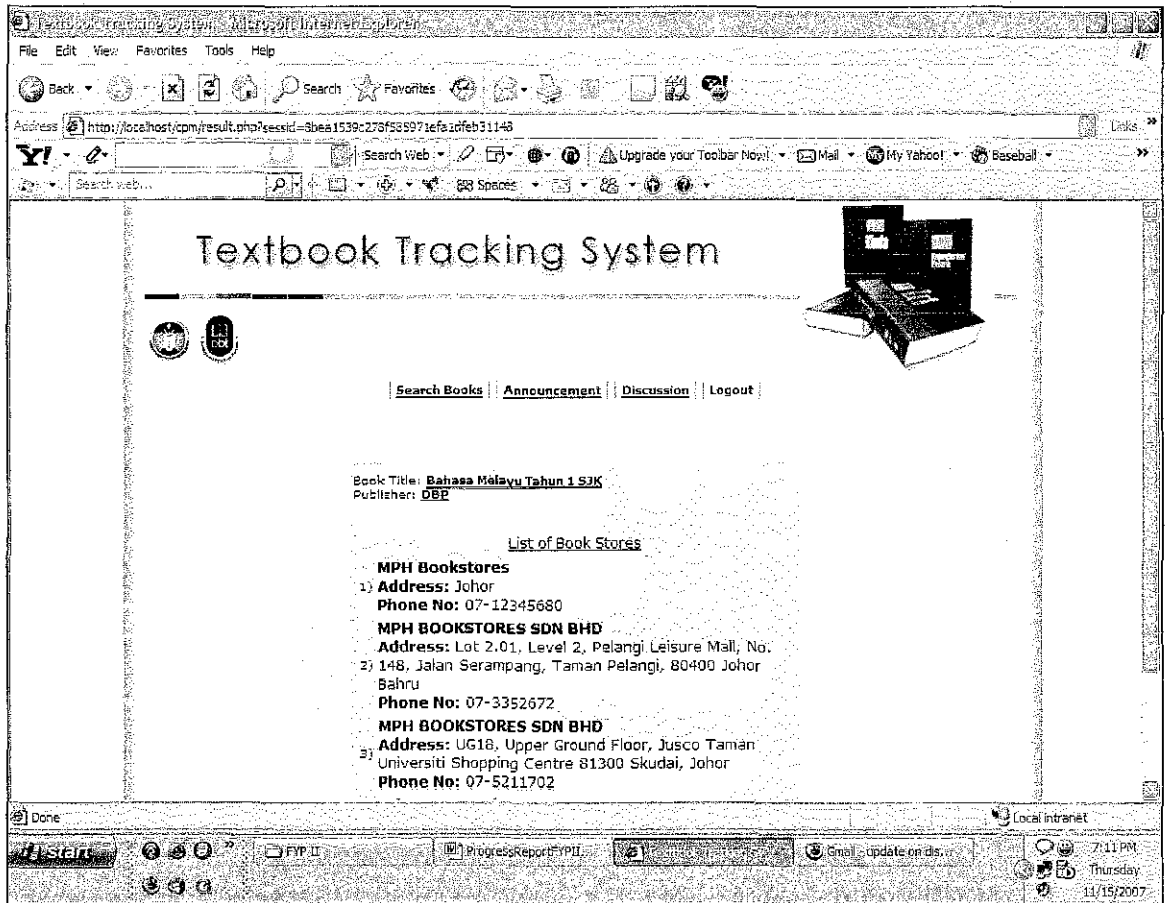 Textbook Tracking System - Microsoft Internet Explorer
File Edit View Favorites Tools Help
Back Search Favorites
Address http://localhost/cpm/result.php?sessid= Links
Y! Search Web Upgrade your Toolbar Now! Mail My Yahoo! Baseball
Search web... Spaces
Textbook Tracking System
Search Books Announcement Discussion Logout
Book Title: Bahasa Melayu Tahun 1 SJK
Publisher: DBP
List of Book Stores
MPH Bookstores
1) Address: Johor
Phone No: 07-12345680
MPH BOOKSTORES SDN BHD
Address: Lot 2.01, Level 2, Pelangi Leisure Mall, No.
2) 148, Jalan Serampang, Taman Pelangi, 80400 Johor
Bahru
Phone No: 07-3352672
MPH BOOKSTORES SDN BHD
3) Address: UG18, Upper Ground Floor, Jusco Taman
Universiti Shopping Centre 81300 Skudai, Johor
Phone No: 07-5211702
Done Local intranet
start FYP II ProgressReportFYPII... Gmail - update on dis... 7:11 PM
Thursday
11/15/2007